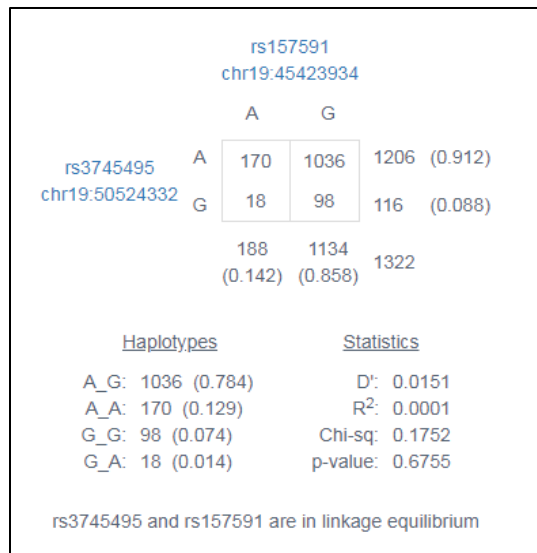 rs157591
chr19:45423934
A G
rs3745495
chr19:50524332
A 170 1036 1206 (0.912)
G 18 98 116 (0.088)
188 1134 1322
(0.142) (0.858)
Haplotypes Statistics
A_G: 1036 (0.784) D': 0.0151
A_A: 170 (0.129) R²: 0.0001
G_G: 98 (0.074) Chi-sq: 0.1752
G_A: 18 (0.014) p-value: 0.6755
rs3745495 and rs157591 are in linkage equilibrium